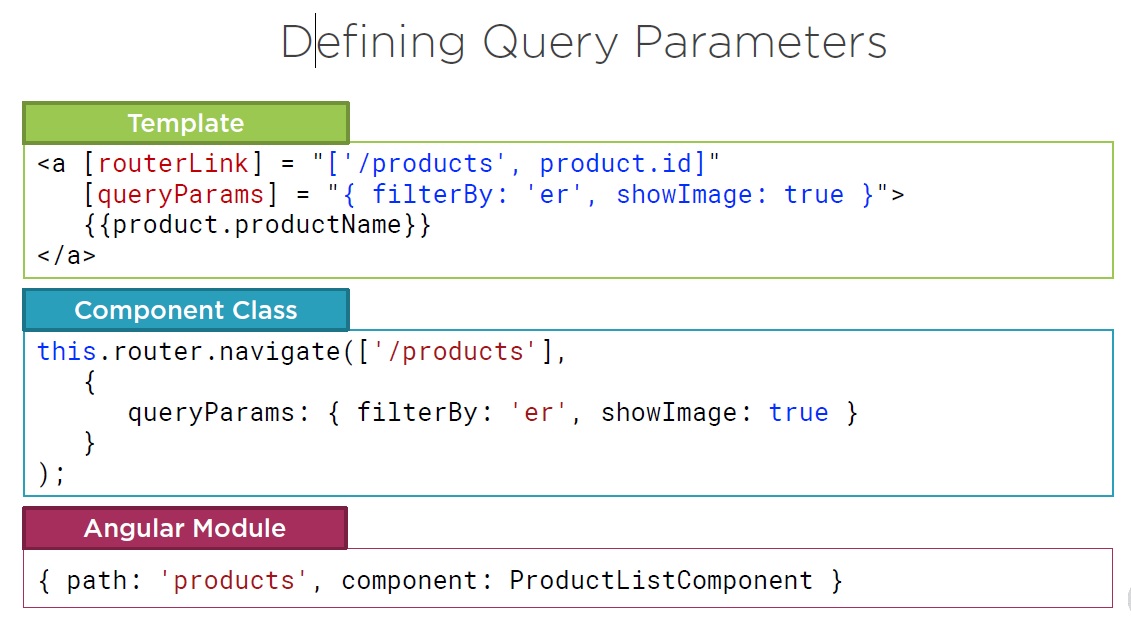 Defining Query Parameters
Template
<a [routerLink] = "['/products', product.id]"
[queryParams] = "{ filterBy: 'er', showImage: true }">
{{product.productName}}
</a>
Component Class
this.router.navigate(['/products'],
{
queryParams: { filterBy: 'er', showImage: true }
}
);
Angular Module
{ path: 'products', component: ProductListComponent }